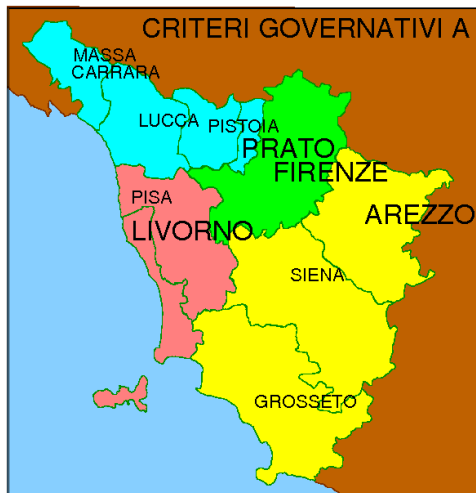 CRITERI GOVERNATIVI A
MASSA
CARRARA
LUCCA
PISTOIA
PRATO
FIRENZE
PISA
LIVORNO
AREZZO
SIENA
GROSSETO